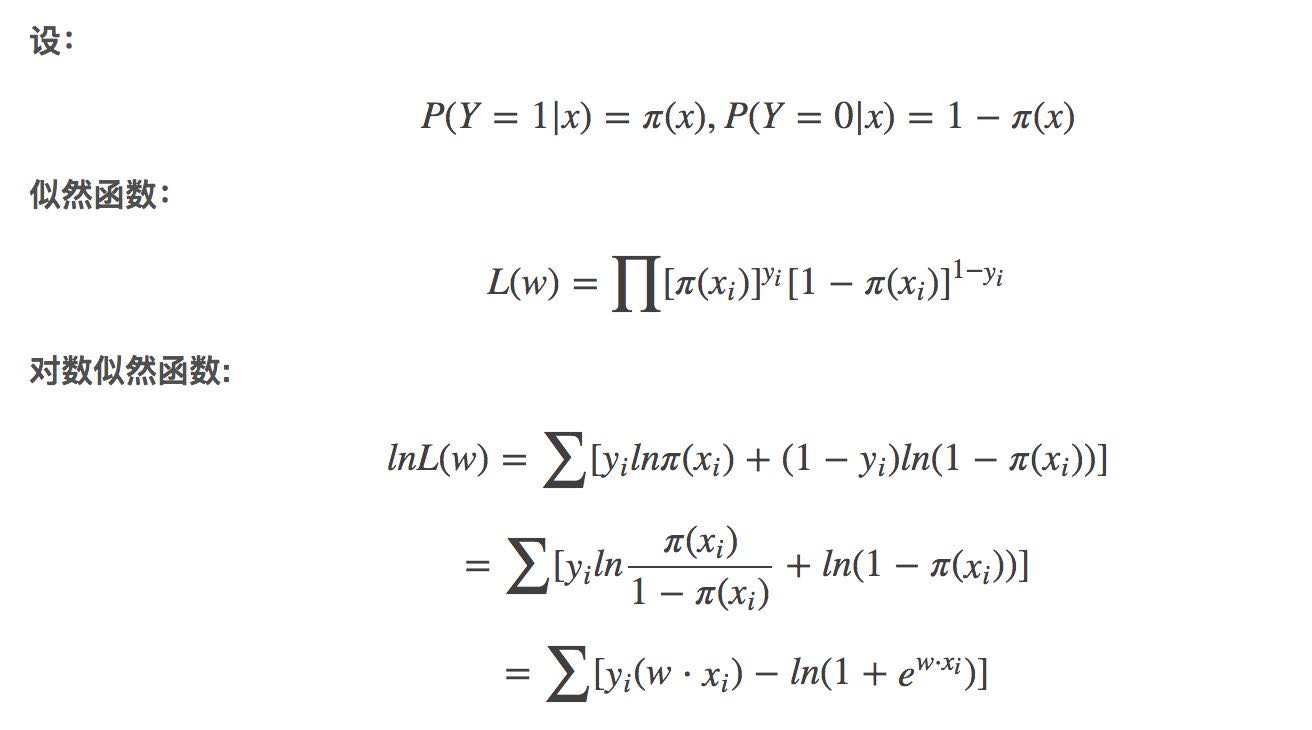 设：
P(Y = 1|x) = π(x), P(Y = 0|x) = 1 − π(x)
似然函数：
L(w) = ∏[π(x_i)]^{y_i}[1 − π(x_i)]^{1−y_i}
对数似然函数:
lnL(w) = ∑[y_i lnπ(x_i) + (1 − y_i)ln(1 − π(x_i))]
= ∑[y_i ln\frac{π(x_i)}{1 − π(x_i)} + ln(1 − π(x_i))]
= ∑[y_i(w · x_i) − ln(1 + e^{w·x_i})]